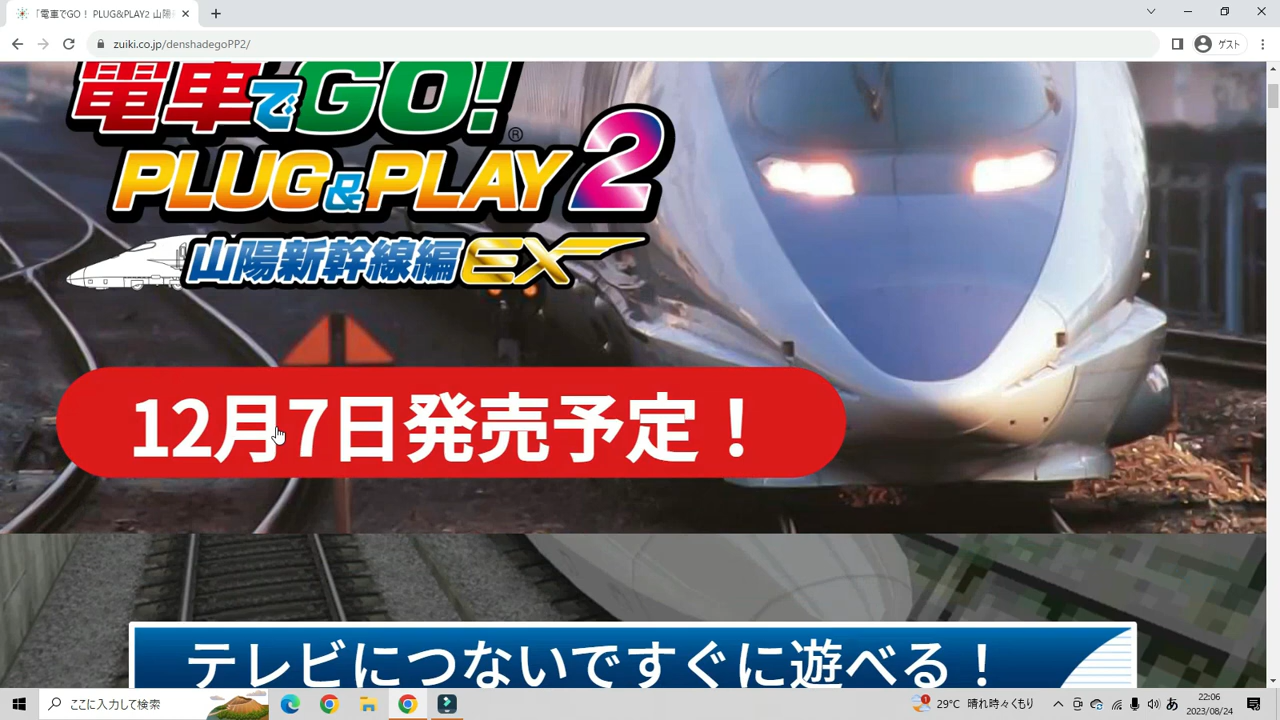 「電車でGO！ PLUG&PLAY2 山陽
zuiki.co.jp/denshadegoPP2/
ゲスト
電車でGO!
®
PLUG&PLAY2
山陽新幹線編EX
12月7日発売予定！
テレビにつないですぐに遊べる！
ここに入力して検索
1
29°C 晴れ時々くもり
あ
22:06
2023/08/24